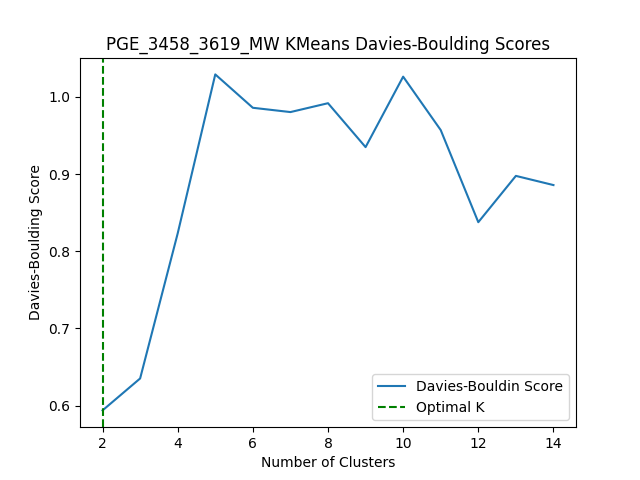 PGE_3458_3619_MW KMeans Davies-Boulding Scores
Davies-Boulding Score
1.0
0.9
0.8
0.7
0.6
Davies-Bouldin Score
Optimal K
2 4 6 8 10 12 14
Number of Clusters